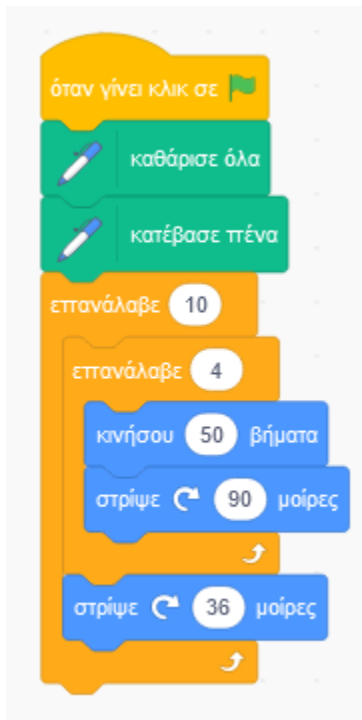 όταν γίνει κλικ σε
καθάρισε όλα
κατέβασε πένα
επανάλαβε 10
επανάλαβε 4
κινήσου 50 βήματα
στρίψε 90 μοίρες
στρίψε 36 μοίρες